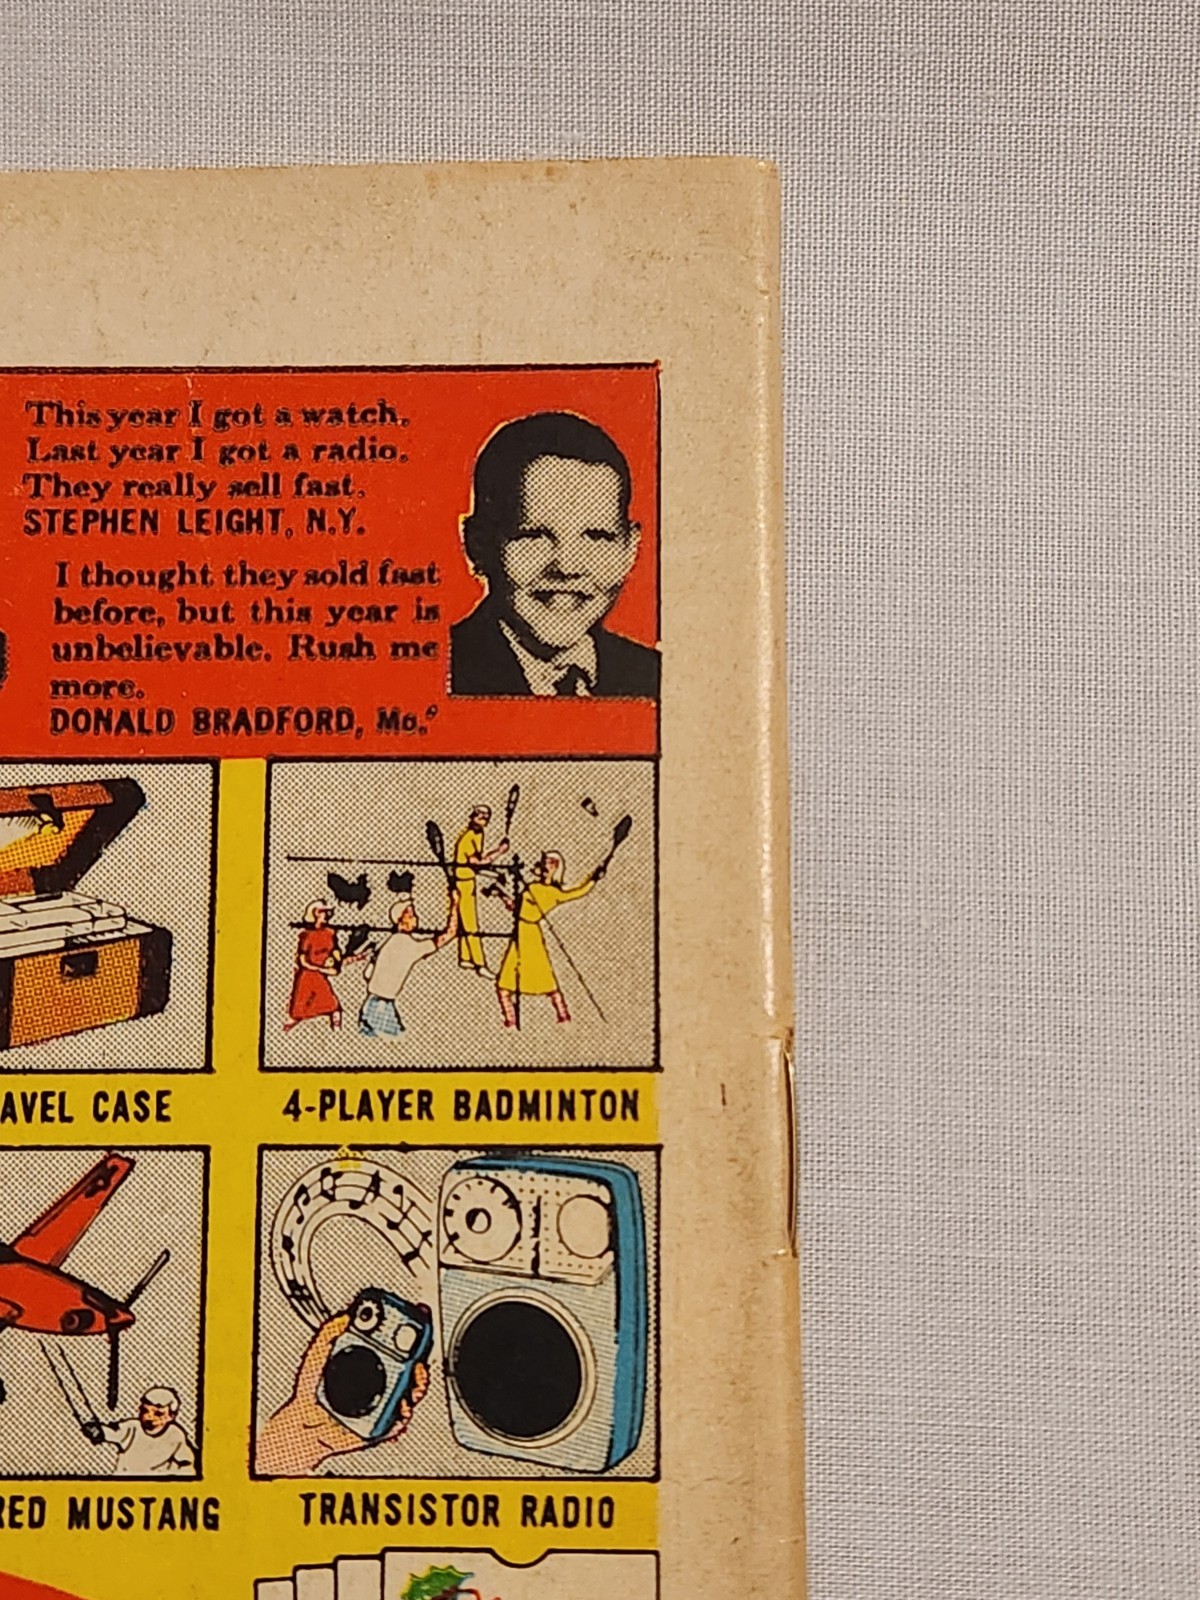 This year I got a watch.
Last year I got a radio.
They really sell fast.
STEPHEN LEIGHT, N.Y.
I thought they sold fast
before, but this year is
unbelievable. Rush me
more.
DONALD BRADFORD, Mo.
AVEL CASE
4-PLAYER BADMINTON
RED MUSTANG
TRANSISTOR RADIO